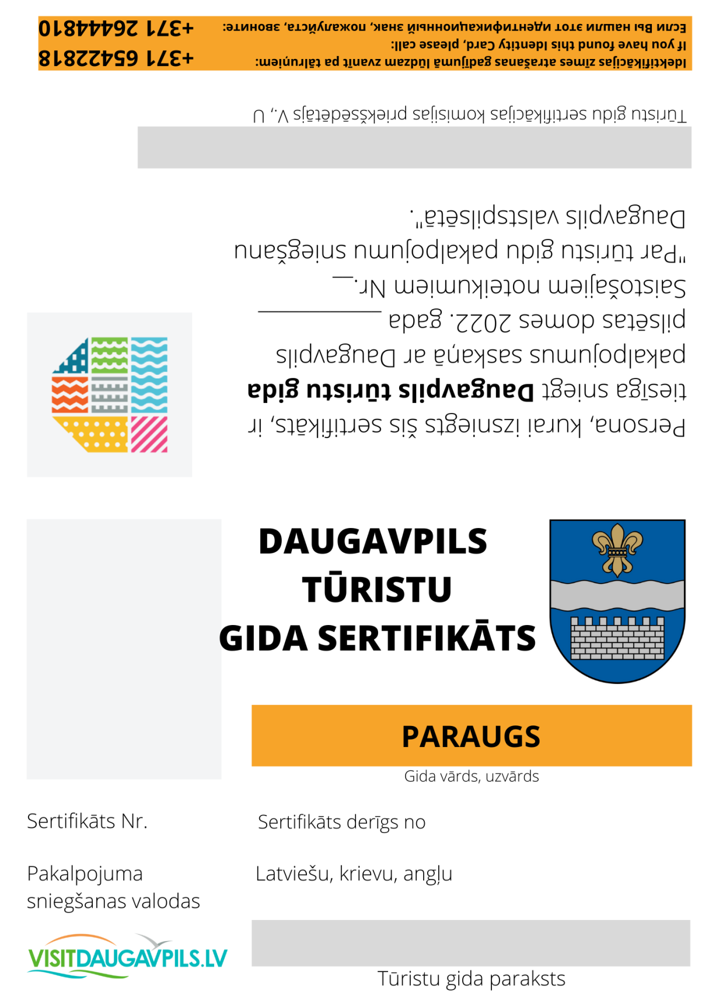 Persona, kurai izsniegts šis sertifikāts, ir
tiesīga sniegt Daugavpils tūristu gida
pakalpojumus saskaņā ar Daugavpils
pilsētas domes 2022. gada ____________
Saistošajiem noteikumiem Nr.__
"Par tūristu gidu pakalpojumu sniegšanu
Daugavpils valstspilsētā".
Tūristu gidu sertifikācijas komisijas priekšsēdētājs V., U
Identifikācijas zīmes atrašanas gadījumā lūdzam zvanīt pa tālruņiem:
If you have found this Identity Card, please call:
Если Вы нашли этот идентификационный знак, пожалуйста, звоните:
+371 65422818
+371 26444810
DAUGAVPILS
TŪRISTU
GIDA SERTIFIKĀTS
PARAUGS
Gida vārds, uzvārds
Sertifikāts Nr.
Sertifikāts derīgs no
Pakalpojuma
sniegšanas valodas
Latviešu, krievu, angļu
VISITDAUGAVPILS.LV
Tūristu gida paraksts